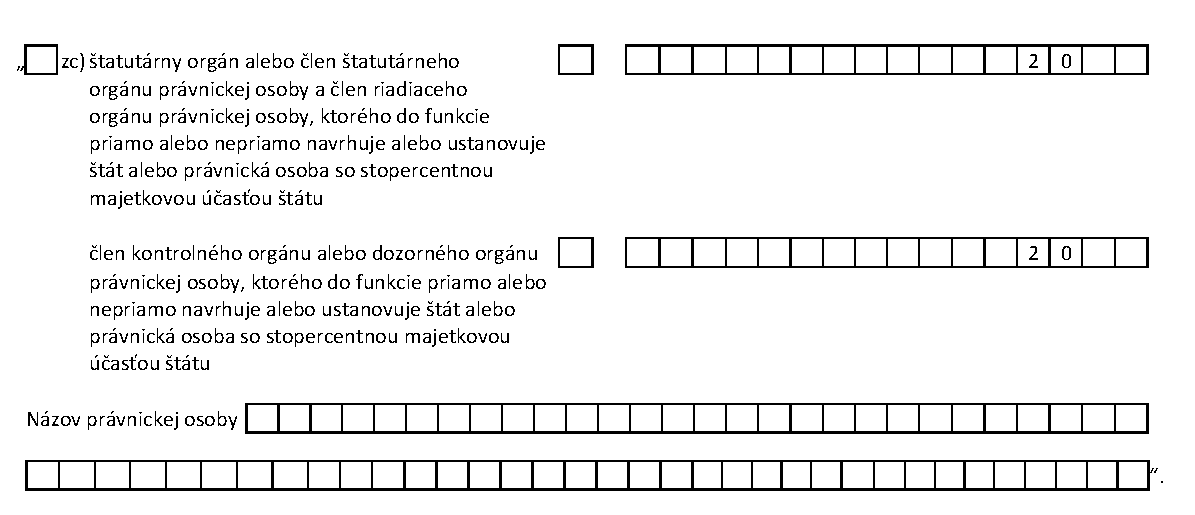 „ zc) štatutárny orgán alebo člen štatutárneho 2 0
orgánu právnickej osoby a člen riadiaceho
orgánu právnickej osoby, ktorého do funkcie
priamo alebo nepriamo navrhuje alebo ustanovuje
štát alebo právnická osoba so stopercentnou
majetkovou účasťou štátu
člen kontrolného orgánu alebo dozorného orgánu 2 0
právnickej osoby, ktorého do funkcie priamo alebo
nepriamo navrhuje alebo ustanovuje štát alebo
právnická osoba so stopercentnou majetkovou
účasťou štátu
Názov právnickej osoby
“.